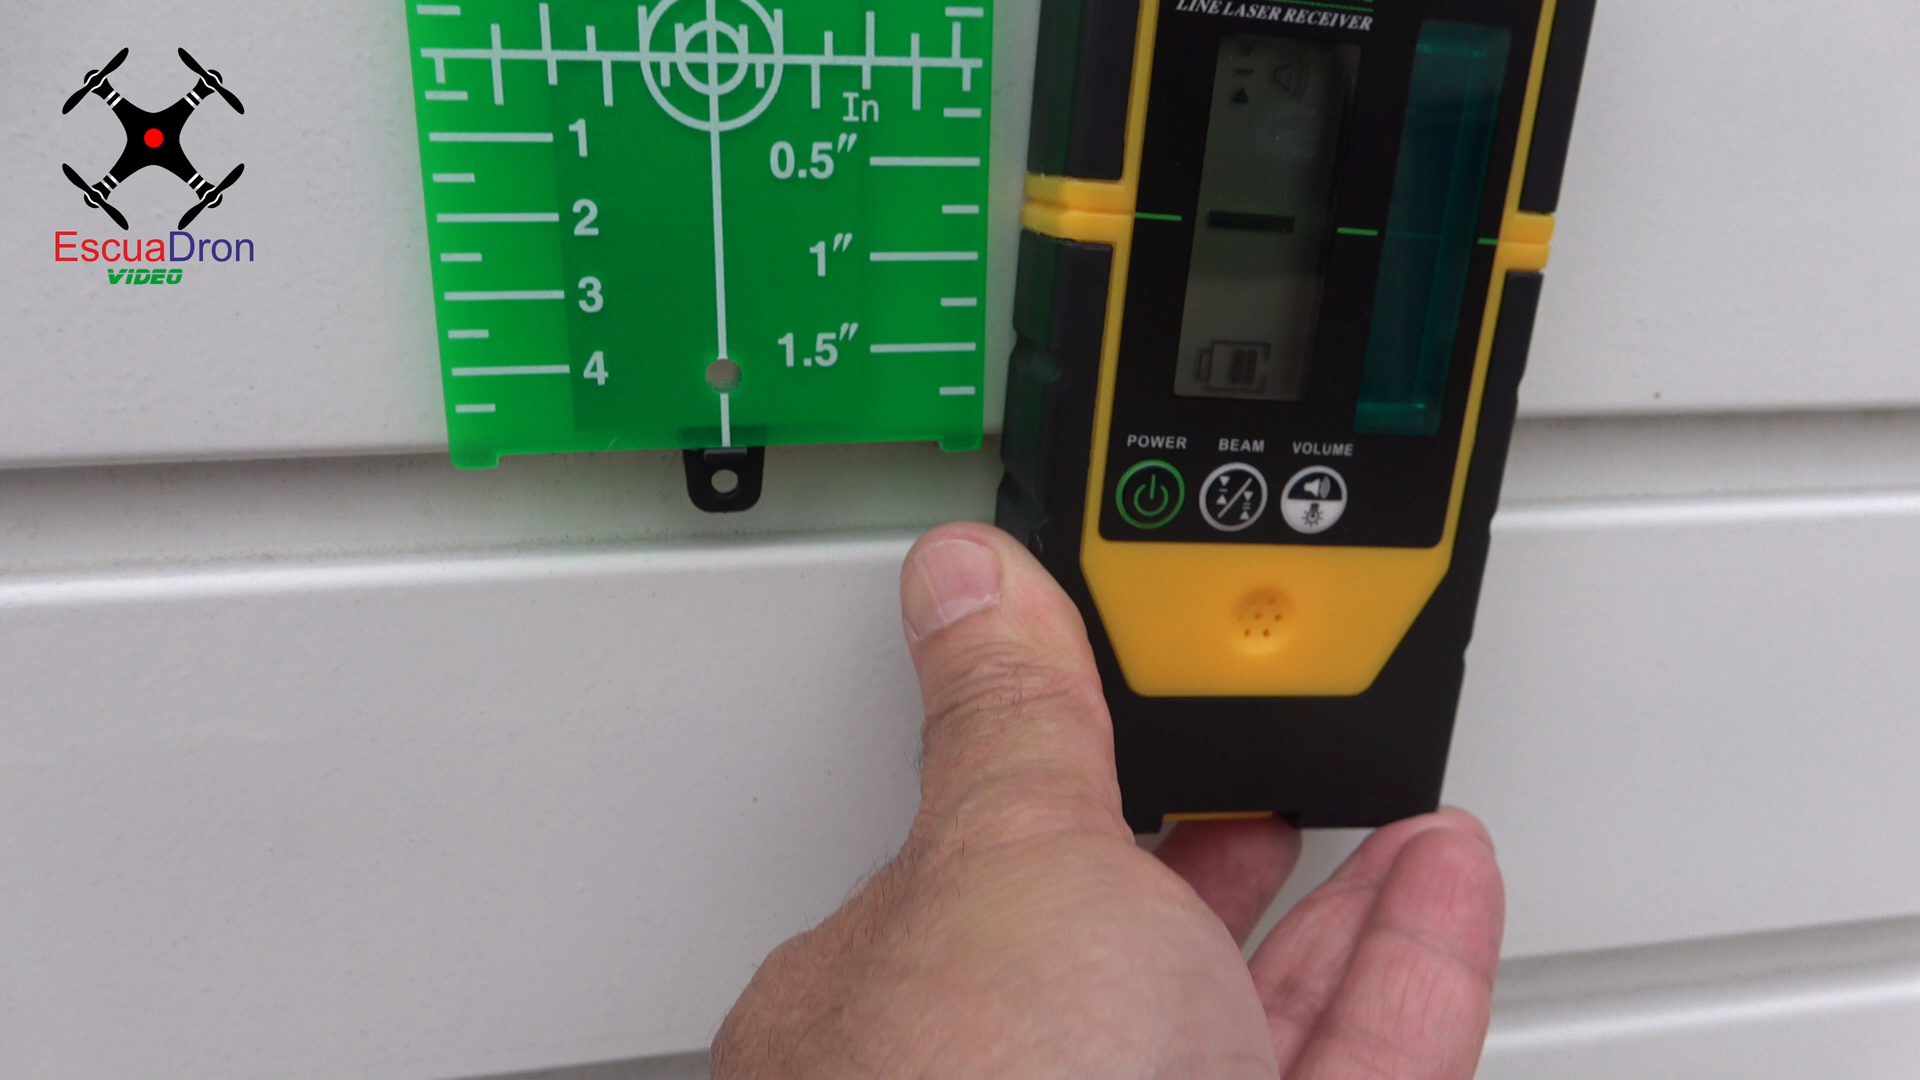 LINE LASER RECEIVER
In
1
0.5″
2
1″
3
1.5″
4
POWER BEAM VOLUME
EscuaDron
VIDEO